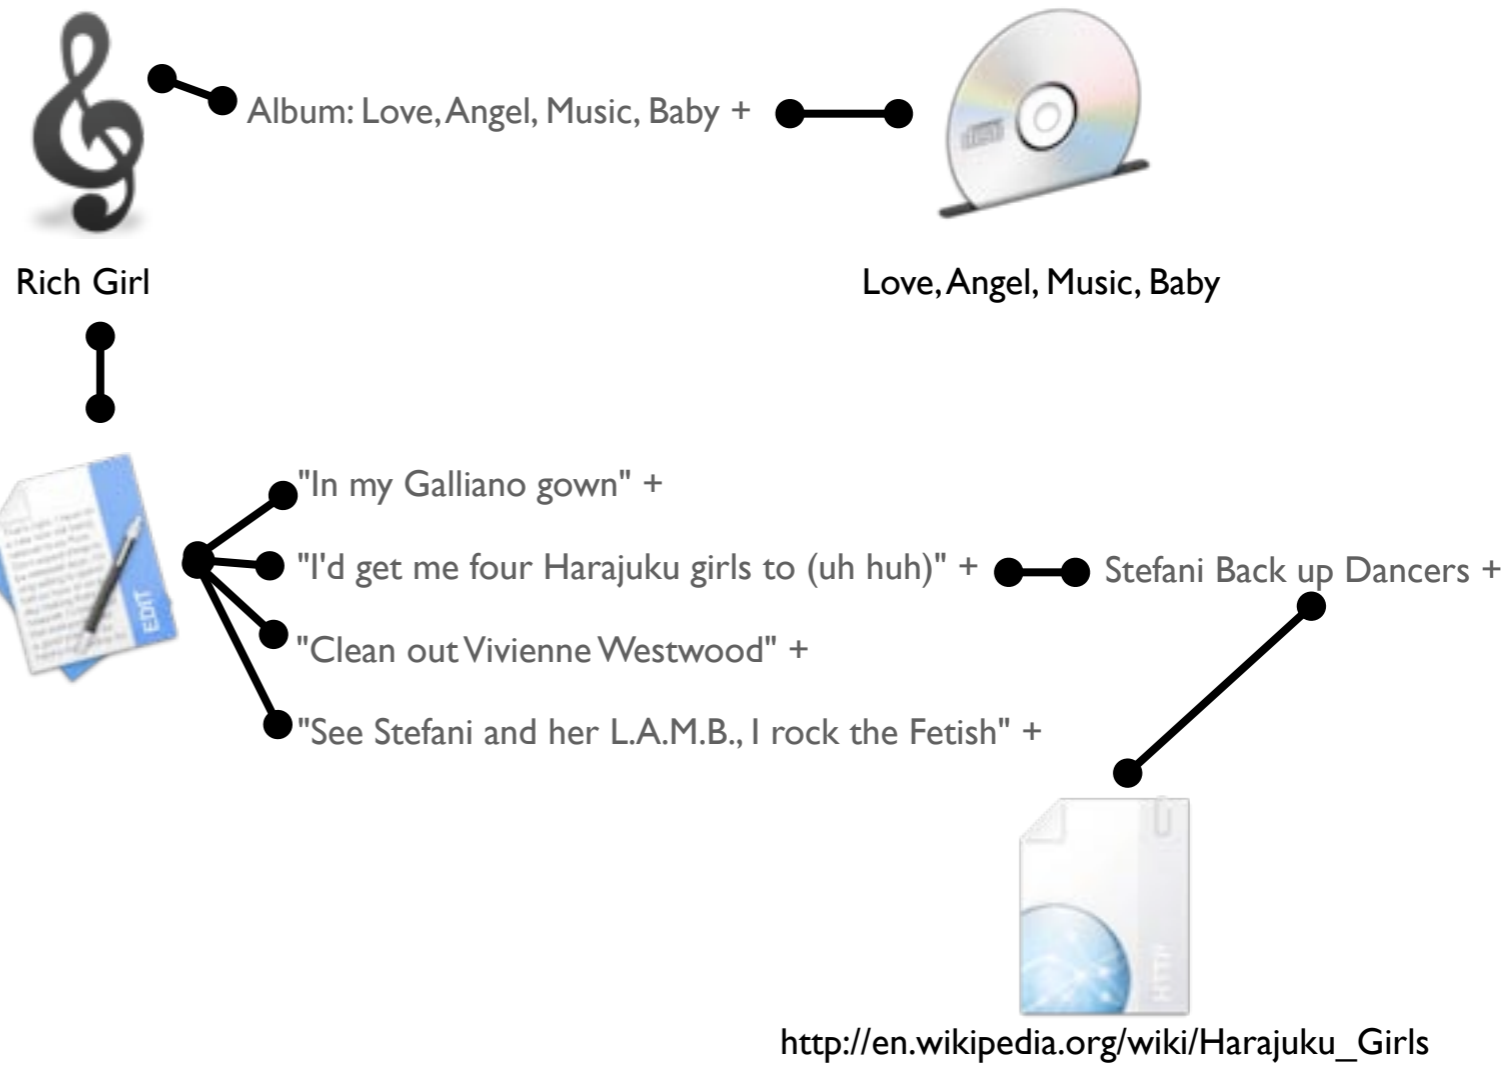 Album: Love, Angel, Music, Baby +
Rich Girl
Love, Angel, Music, Baby
"In my Galliano gown" +
"I'd get me four Harajuku girls to (uh huh)" +
Stefani Back up Dancers +
"Clean out Vivienne Westwood" +
"See Stefani and her L.A.M.B., I rock the Fetish" +
EDIT
HTTP
http://en.wikipedia.org/wiki/Harajuku_Girls